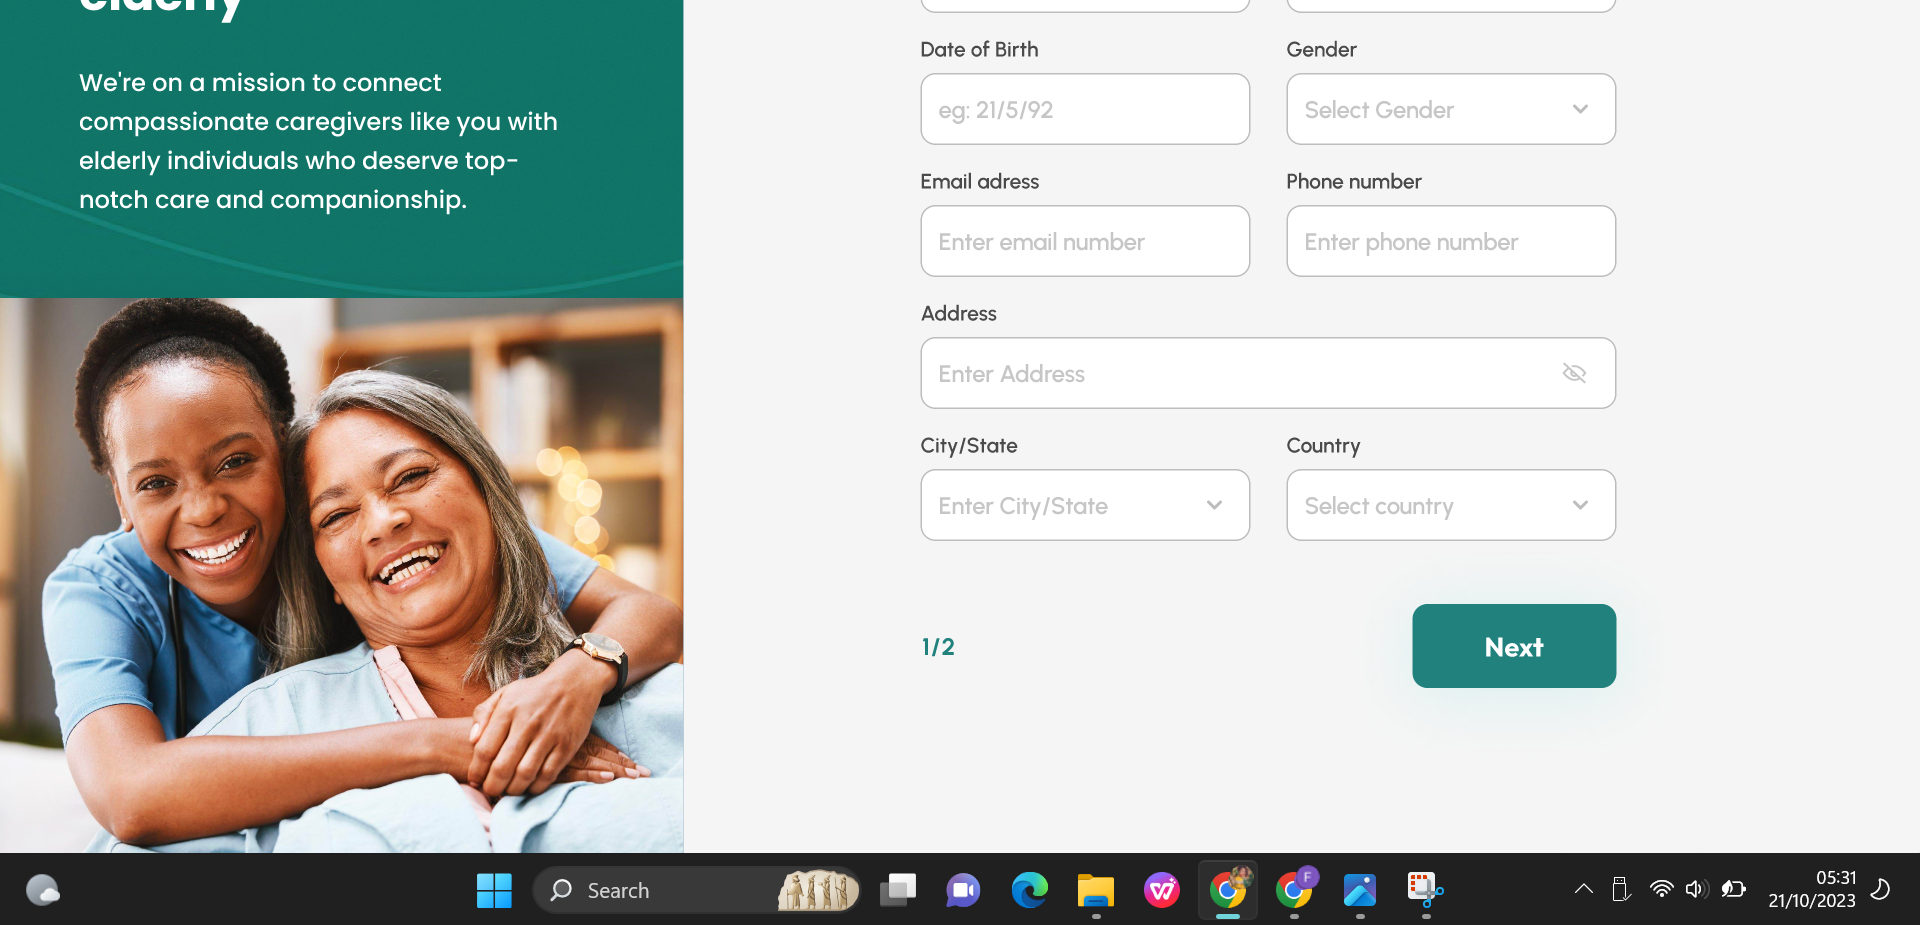 elderly
We're on a mission to connect
compassionate caregivers like you with
elderly individuals who deserve top-
notch care and companionship.
Date of Birth
Gender
eg: 21/5/92
Select Gender
Email adress
Phone number
Enter email number
Enter phone number
Address
Enter Address
City/State
Country
Enter City/State
Select country
1/2
Next
Search
F
05:31
21/10/2023